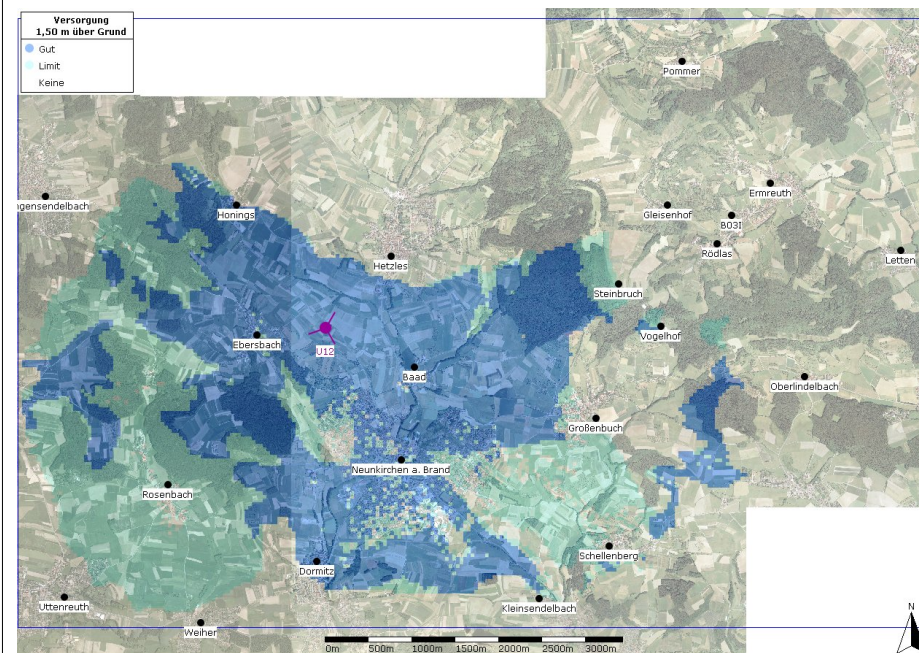 Versorgung
1,50 m über Grund
Gut
Limit
Keine
Pommer
Ermreuth
gensendelbach
Honings
Gleisenhof
B03I
Rödlas
Hetzles
Letten
Steinbruch
Vogelhof
Ebersbach
U12
Baad
Oberlindelbach
Großenbuch
Neunkirchen a. Brand
Rosenbach
Schellenberg
Dormitz
Uttenreuth
Kleinsendelbach
Weiher
N
0m 500m 1000m 1500m 2000m 2500m 3000m